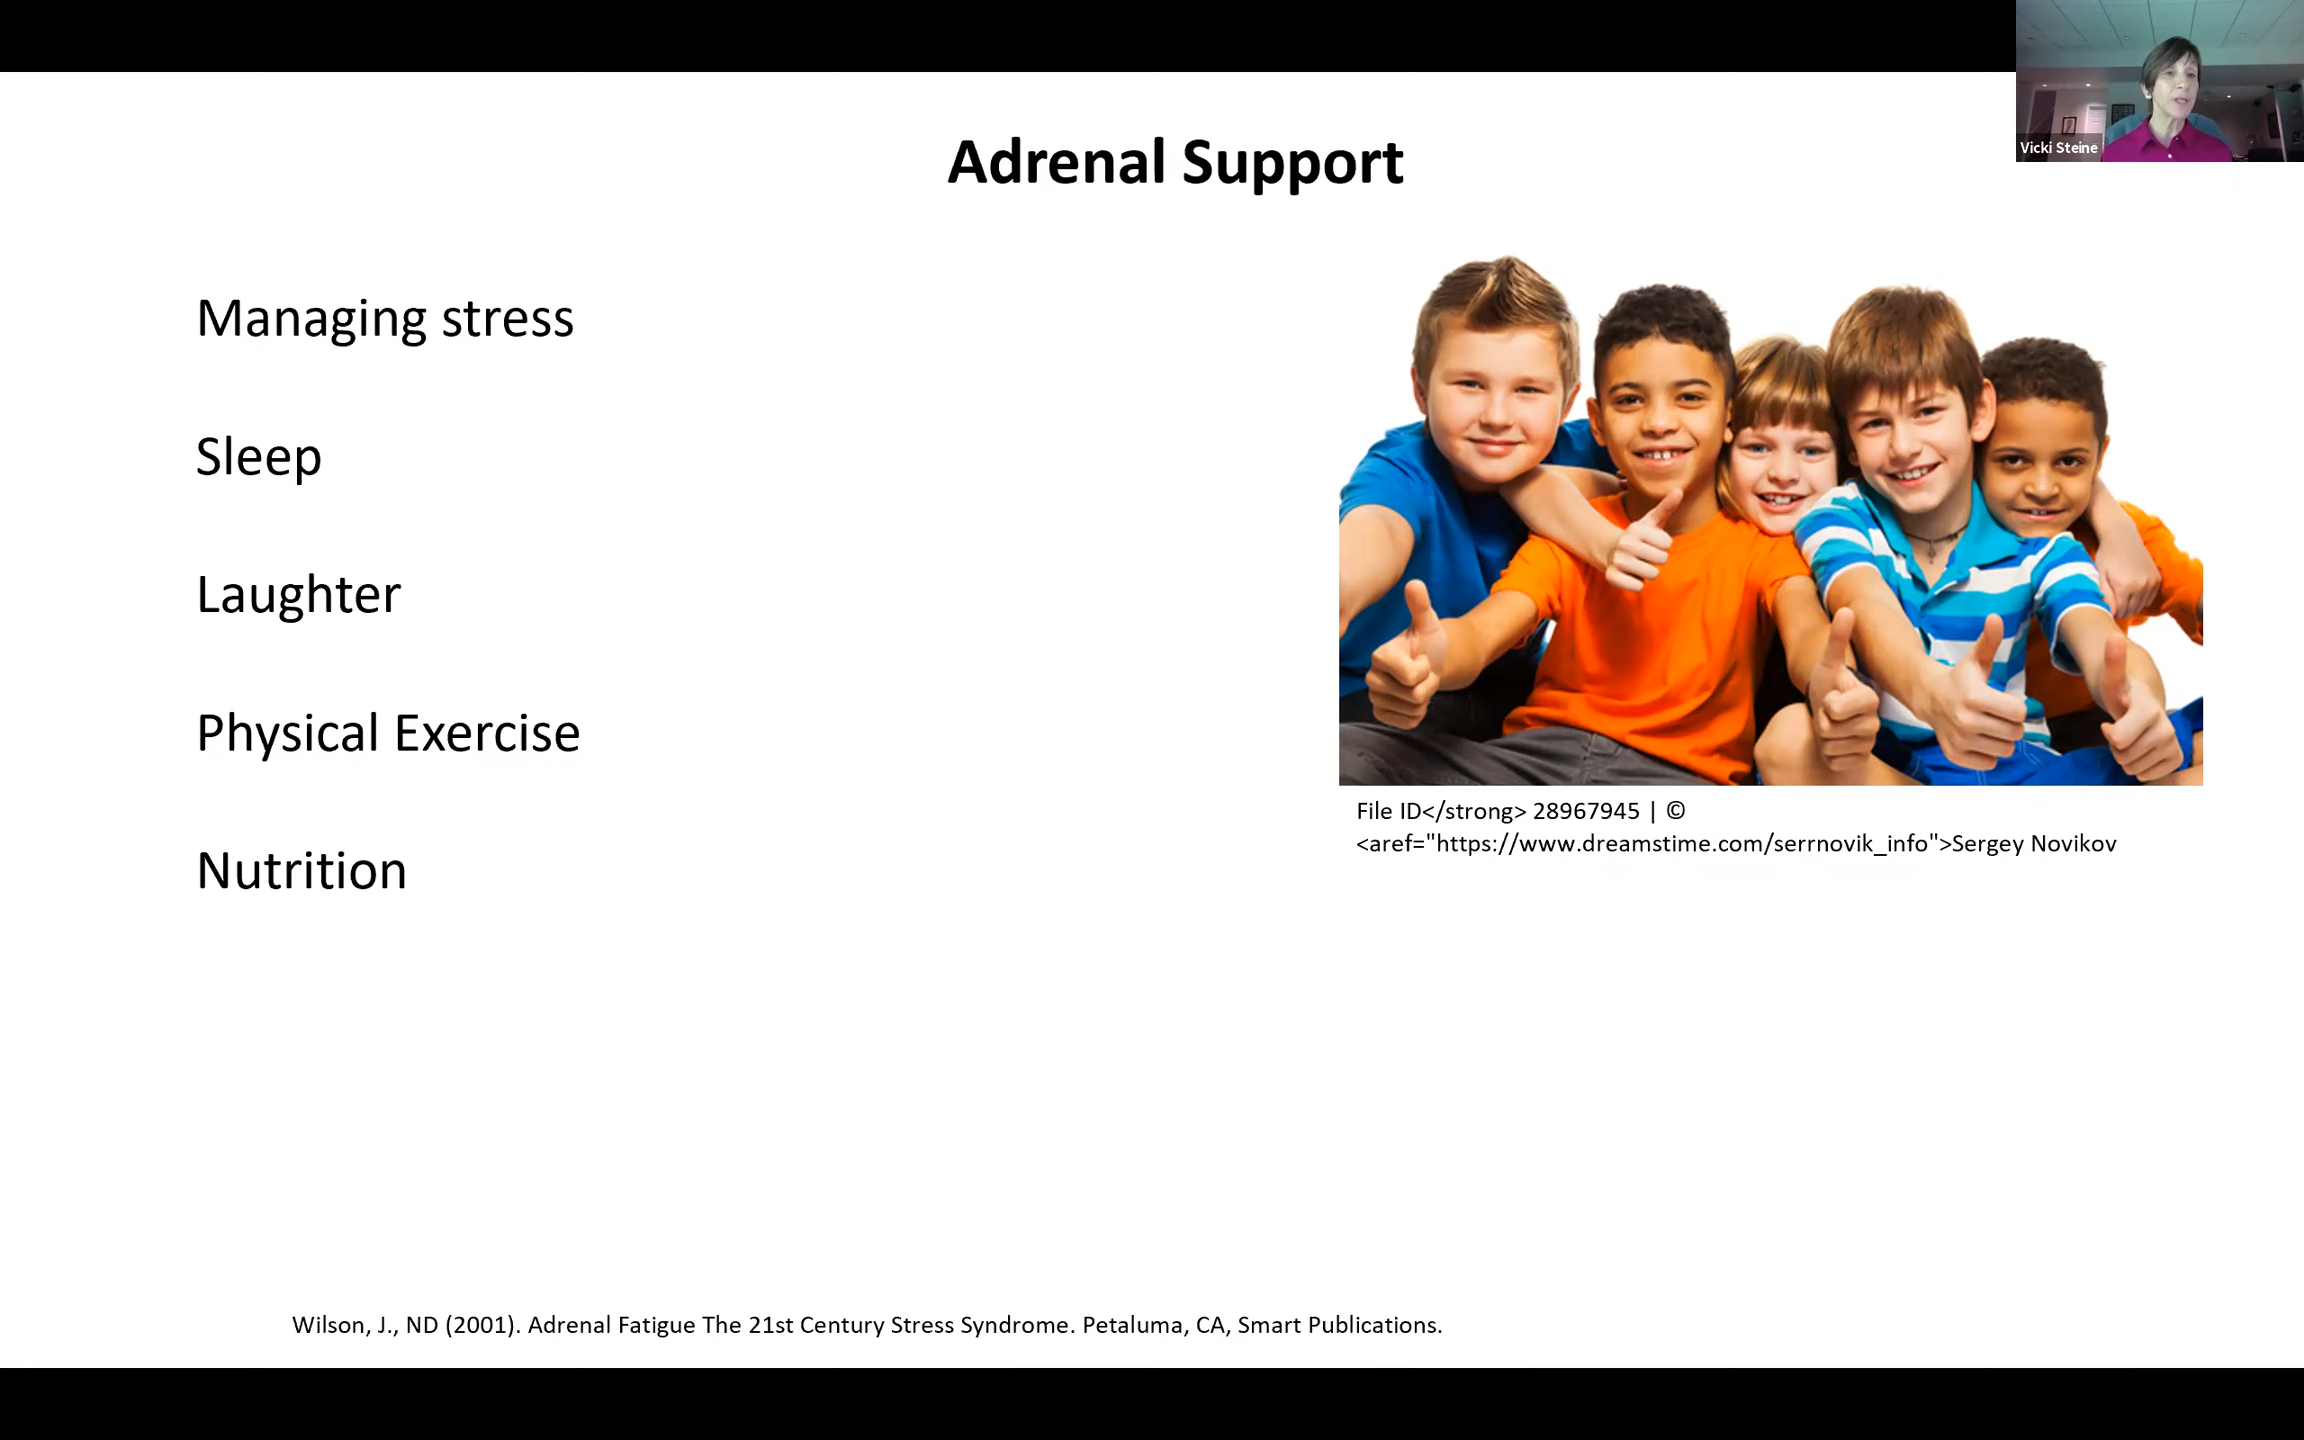 Vicki Steine
Adrenal Support
Managing stress
Sleep
Laughter
Physical Exercise
Nutrition
File ID</strong> 28967945 | ©
<aref="https://www.dreamstime.com/serrnovik_info">Sergey Novikov
Wilson, J., ND (2001). Adrenal Fatigue The 21st Century Stress Syndrome. Petaluma, CA, Smart Publications.